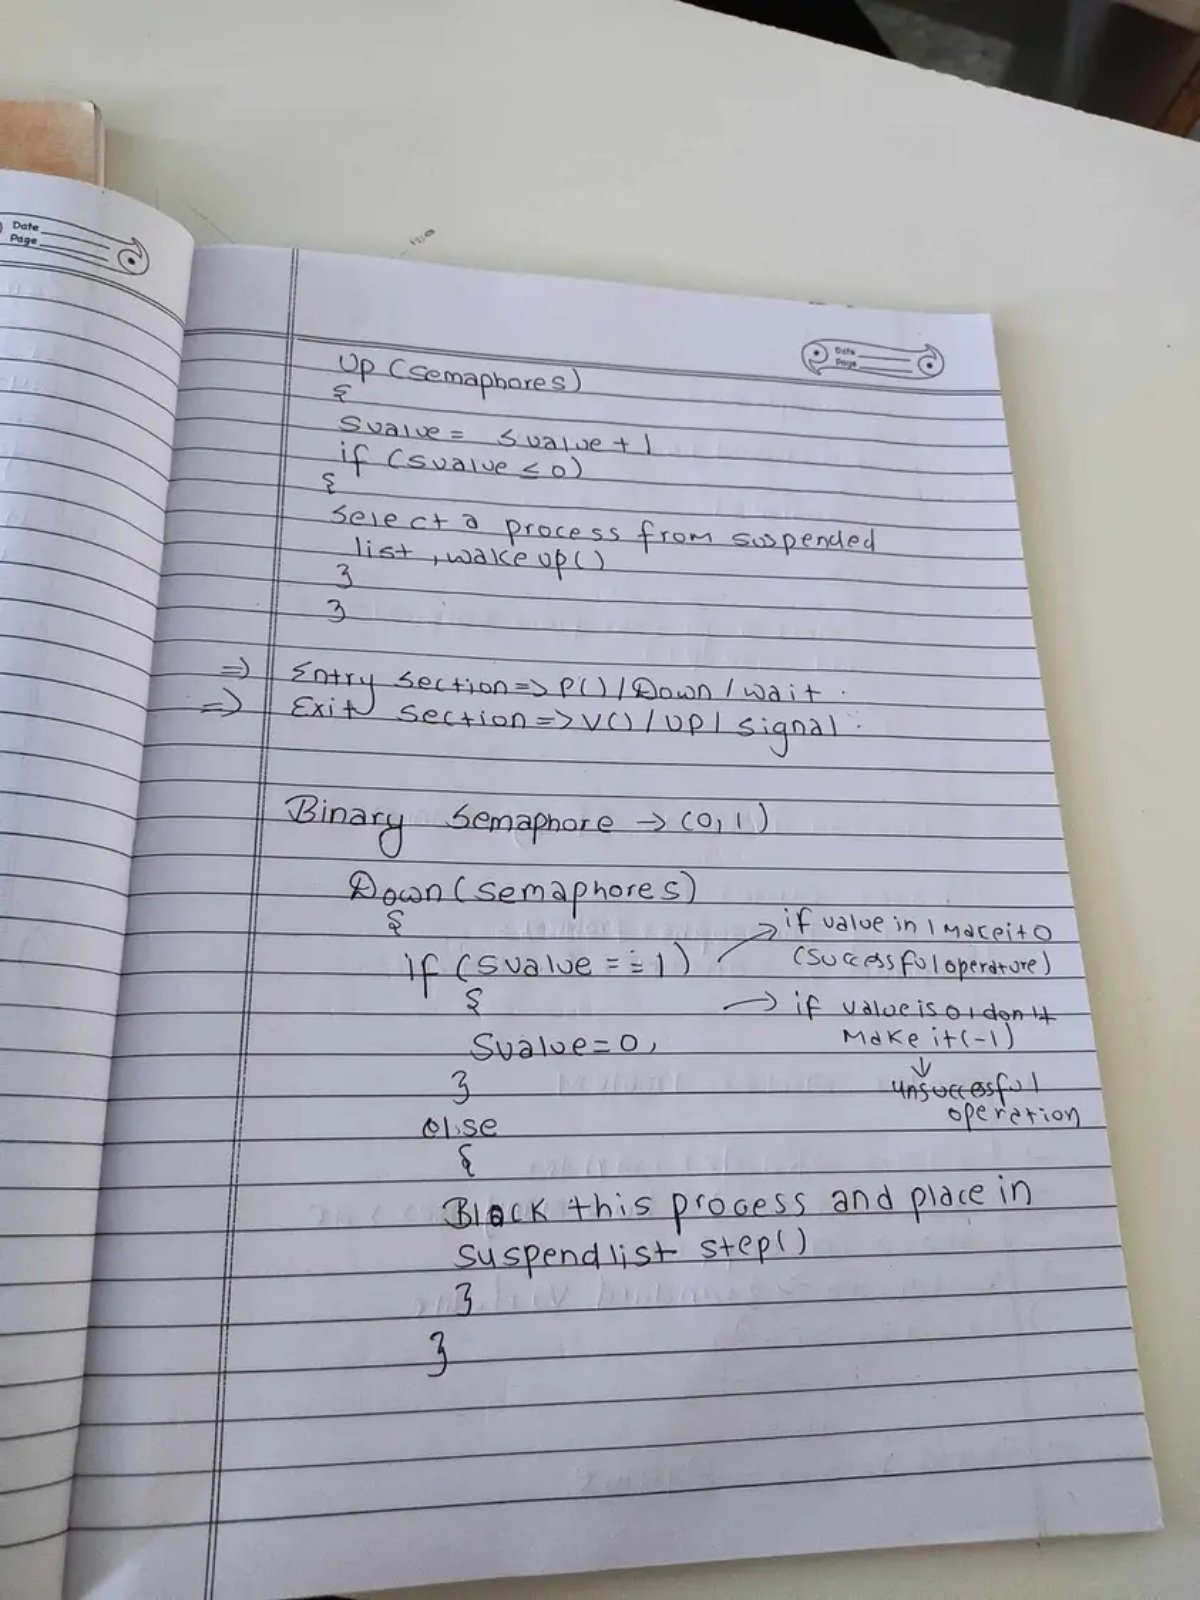 Date
Page
Date
Page
Up (semaphores)
{
Svalue = svalue + 1
if (svalue ≤ 0)
{
select a process from suspended
list, wake up()
}
}
=> Entry section => P() / Down / wait.
=> Exit section => V() / UP / signal.
Binary semaphore → (0,1)
Down (semaphores)
{
if (svalue == 1) → if value in 1 make it 0
(successful operature)
{ → if value is 0, don't
make it (-1)
↓
unsuccessful
operation
Svalue = 0,
}
else
{
Block this process and place in
suspend list step()
}
}